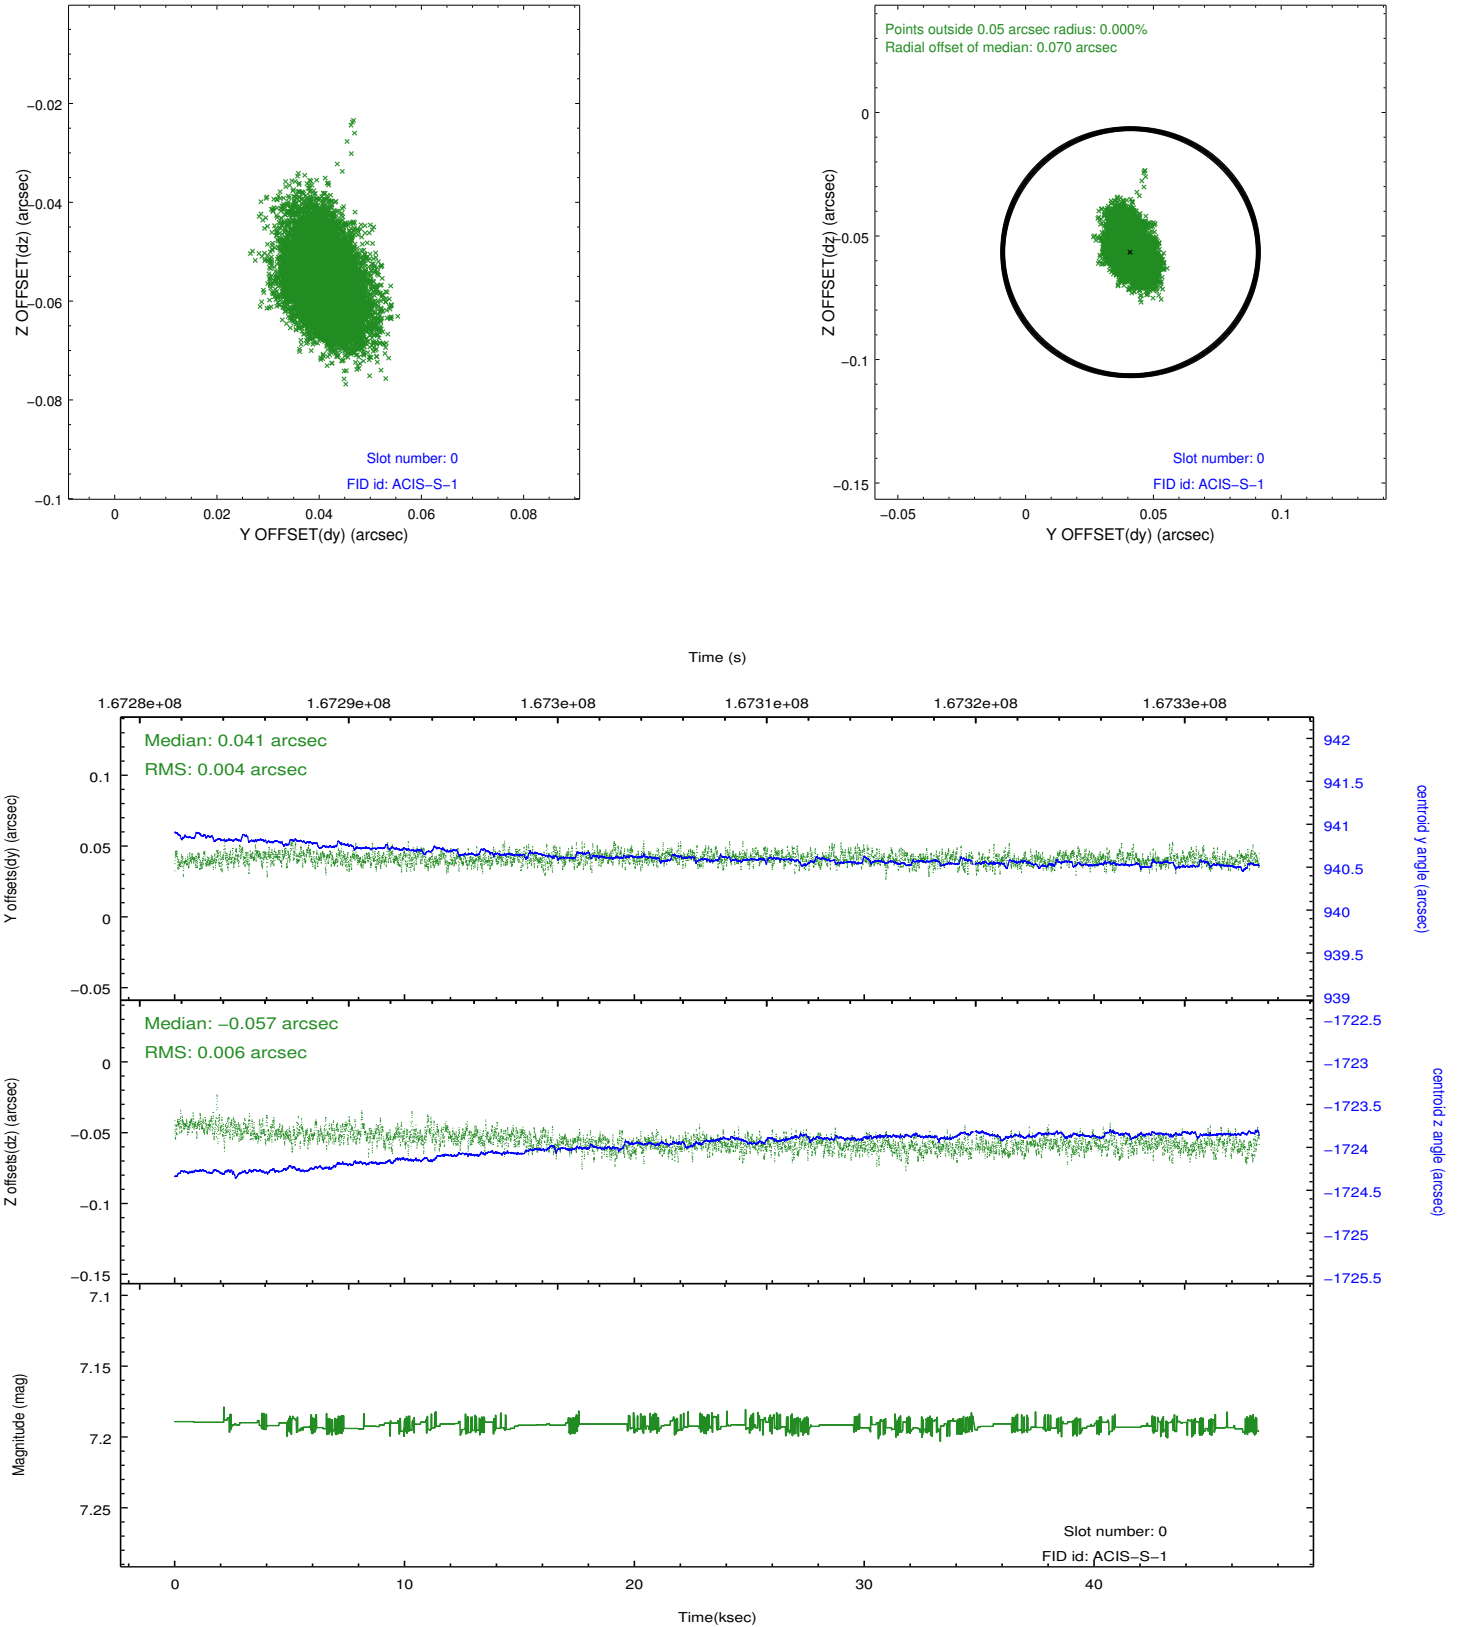 −0.02
−0.04
−0.06
−0.08
−0.1
Z OFFSET(dz) (arcsec)
0
0.02
0.04
0.06
0.08
Y OFFSET(dy) (arcsec)
Slot number: 0
FID id: ACIS−S−1
Points outside 0.05 arcsec radius: 0.000%
Radial offset of median: 0.070 arcsec
0
−0.05
−0.1
−0.15
Z OFFSET(dz) (arcsec)
−0.05
0
0.05
0.1
Y OFFSET(dy) (arcsec)
Slot number: 0
FID id: ACIS−S−1
Time (s)
1.6728e+08
1.6729e+08
1.673e+08
1.6731e+08
1.6732e+08
1.6733e+08
Median: 0.041 arcsec
RMS: 0.004 arcsec
0.1
0.05
0
−0.05
Y offsets(dy) (arcsec)
942
941.5
941
940.5
940
939.5
939
centroid y angle (arcsec)
Median: −0.057 arcsec
RMS: 0.006 arcsec
0
−0.05
−0.1
−0.15
Z offsets(dz) (arcsec)
−1722.5
−1723
−1723.5
−1724
−1724.5
−1725
−1725.5
centroid z angle (arcsec)
7.1
7.15
7.2
7.25
Magnitude (mag)
Slot number: 0
FID id: ACIS−S−1
0
10
20
30
40
Time(ksec)